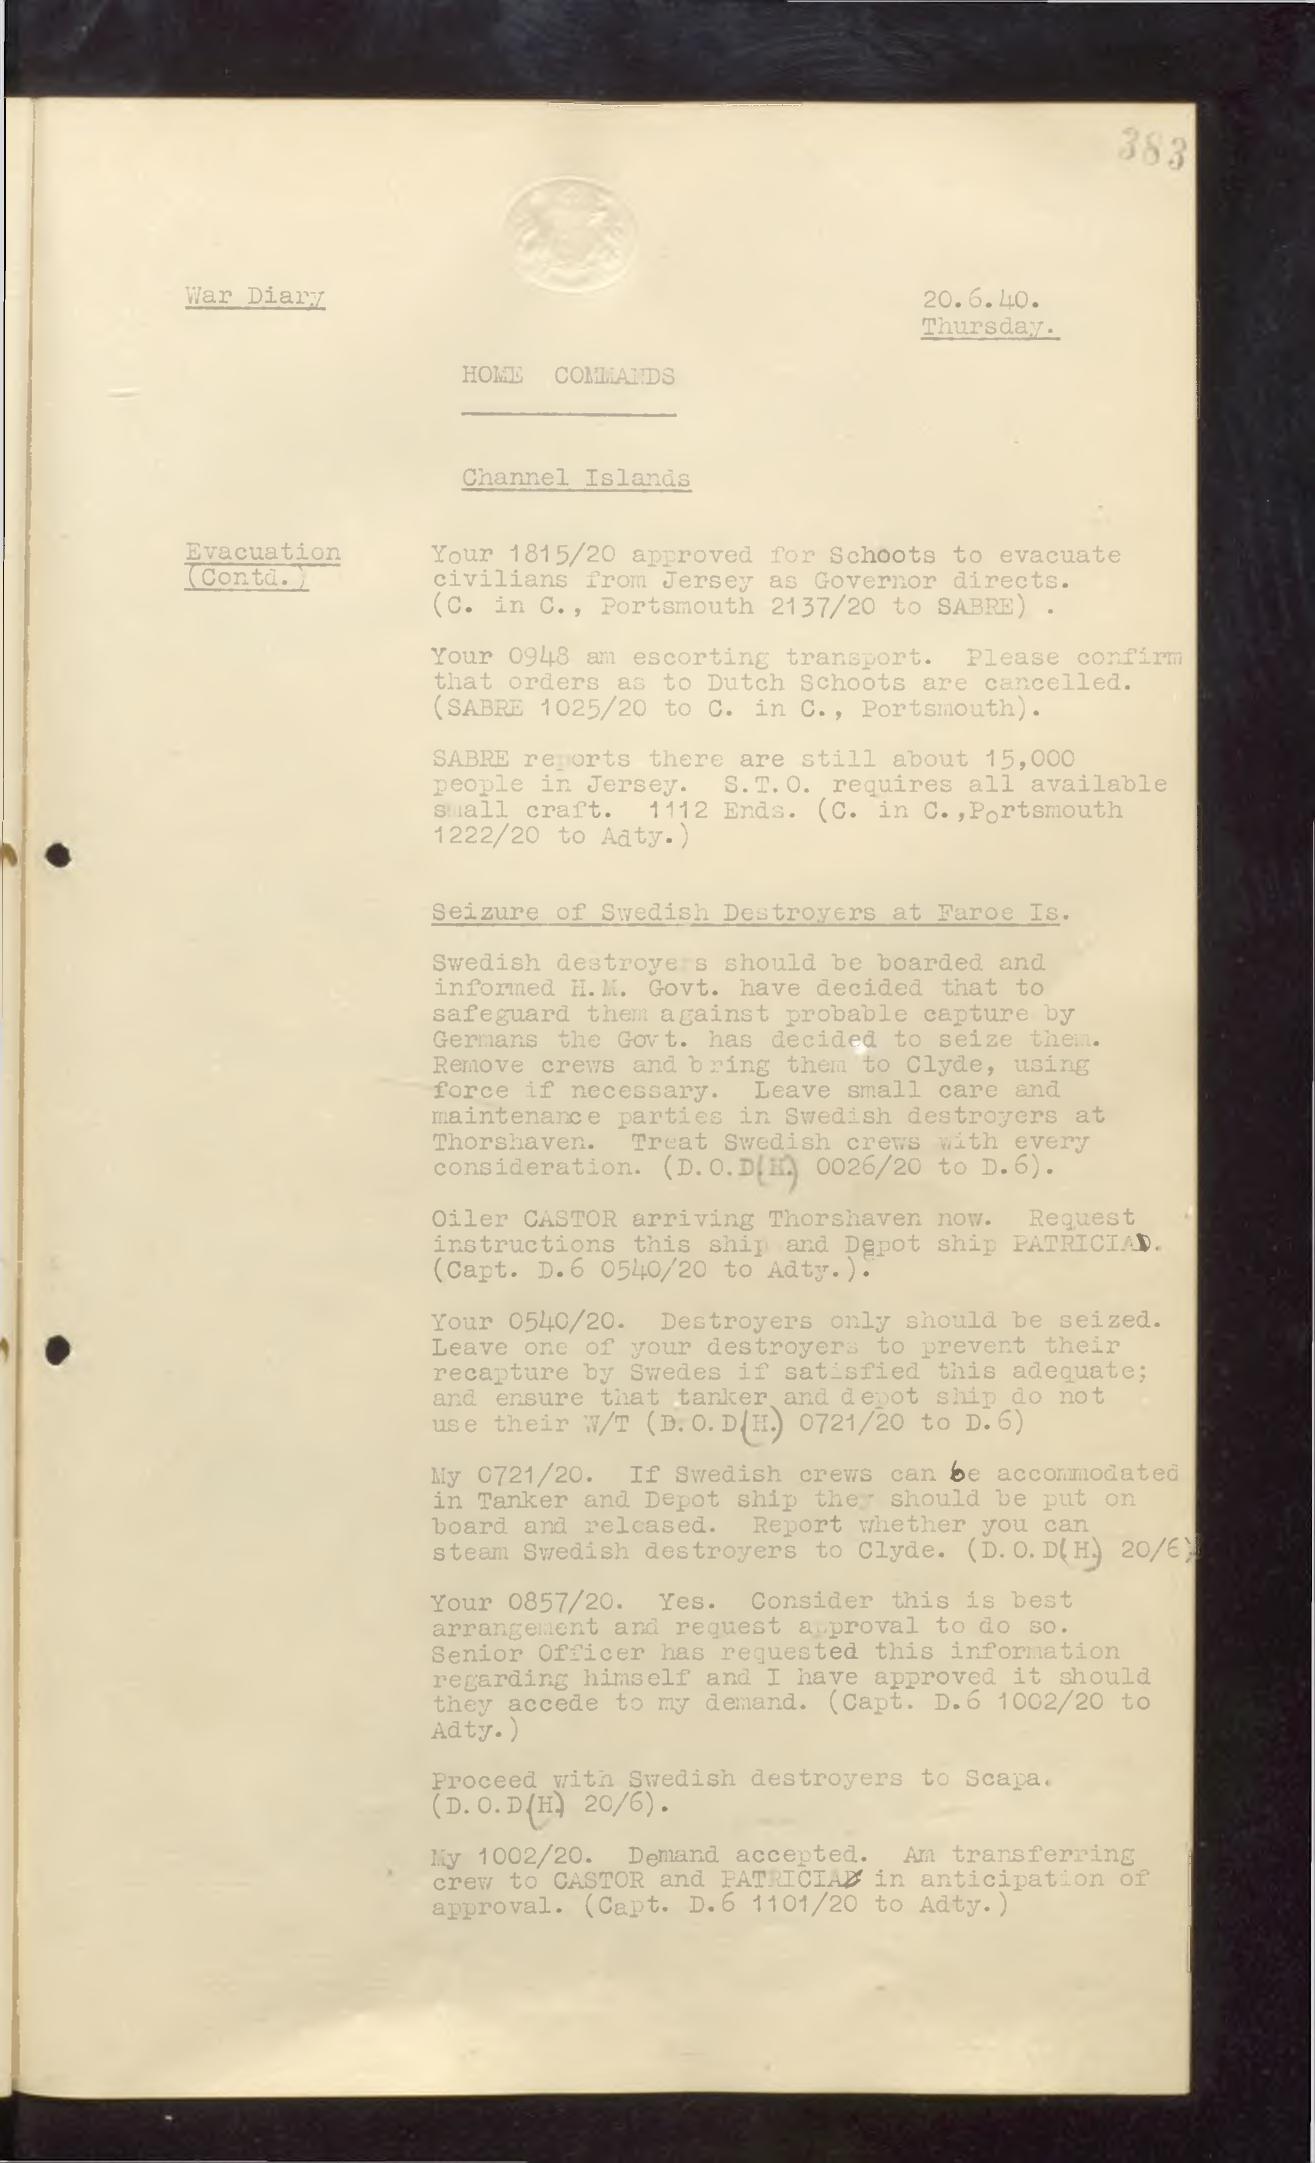 383
War Diary
20.6.40.
Thursday.
HOME COMMANDS
Channel Islands
Evacuation
(Contd.)
Your 1815/20 approved for Schoots to evacuate
civilians from Jersey as Governor directs.
(C. in C., Portsmouth 2137/20 to SABRE) .
Your 0948 am escorting transport. Please confirm
that orders as to Dutch Schoots are cancelled.
(SABRE 1025/20 to C. in C., Portsmouth).
SABRE reports there are still about 15,000
people in Jersey. S.T.O. requires all available
small craft. 1112 Ends. (C. in C.,Portsmouth
1222/20 to Adty.)
Seizure of Swedish Destroyers at Faroe Is.
Swedish destroyers should be boarded and
informed H.M. Govt. have decided that to
safeguard them against probable capture by
Germans the Govt. has decided to seize them.
Remove crews and bring them to Clyde, using
force if necessary. Leave small care and
maintenance parties in Swedish destroyers at
Thorshaven. Treat Swedish crews with every
consideration. (D.O.D(H.) 0026/20 to D.6).
Oiler CASTOR arriving Thorshaven now. Request
instructions this ship and Depot ship PATRICIA.
(Capt. D.6 0540/20 to Adty.).
Your 0540/20. Destroyers only should be seized.
Leave one of your destroyers to prevent their
recapture by Swedes if satisfied this adequate;
and ensure that tanker and depot ship do not
use their W/T (D.O.D(H.) 0721/20 to D.6)
My 0721/20. If Swedish crews can be accommodated
in Tanker and Depot ship they should be put on
board and released. Report whether you can
steam Swedish destroyers to Clyde. (D.O.D(H.) 20/6)
Your 0857/20. Yes. Consider this is best
arrangement and request approval to do so.
Senior Officer has requested this information
regarding himself and I have approved it should
they accede to my demand. (Capt. D.6 1002/20 to
Adty.)
Proceed with Swedish destroyers to Scapa.
(D.O.D(H.) 20/6).
My 1002/20. Demand accepted. Am transferring
crew to CASTOR and PATRICIA in anticipation of
approval. (Capt. D.6 1101/20 to Adty.)